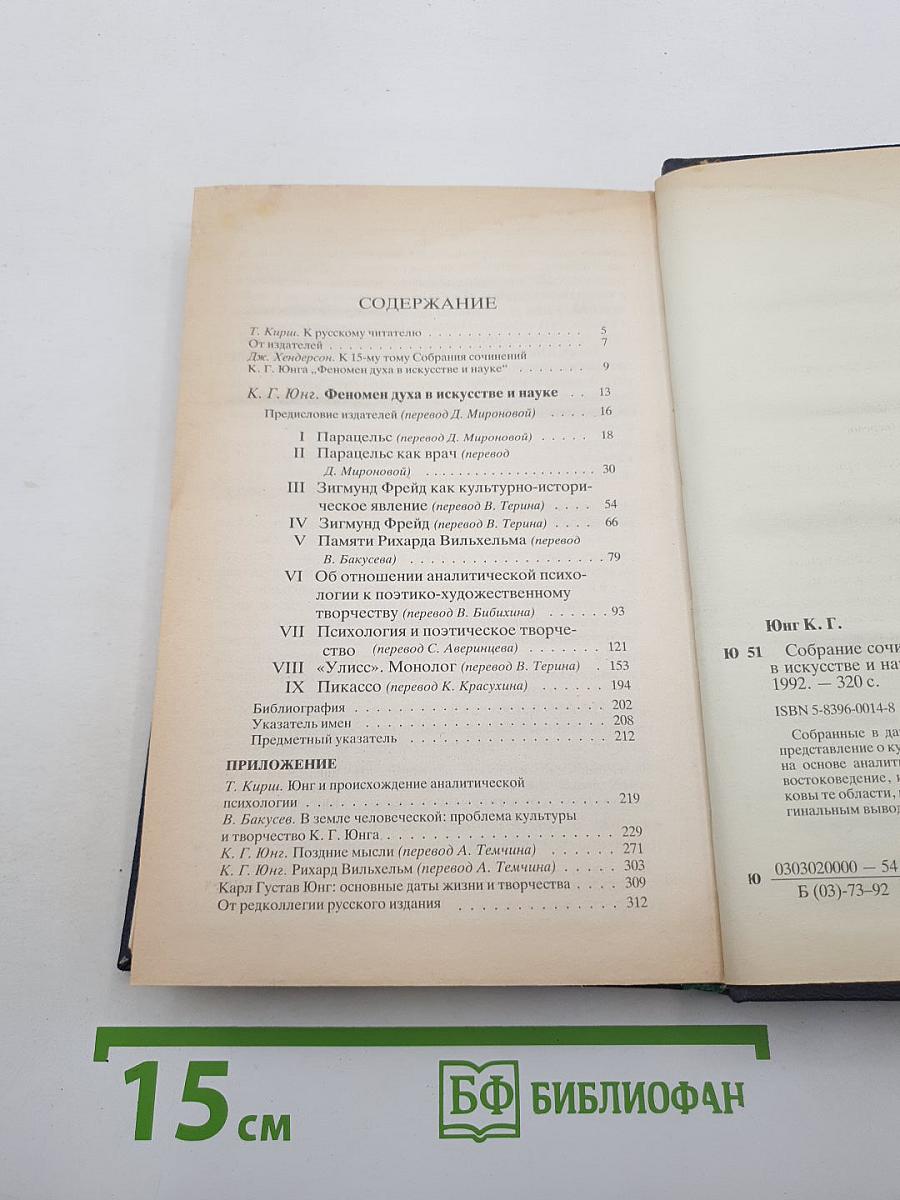 СОДЕРЖАНИЕ
Т. Кирш. К русскому читателю . . . . . . . . . . . . . . . . 5
От издателей . . . . . . . . . . . . . . . . . . . . . . . . . . 7
Дж. Хендерсон. К 15-му тому Собрания сочинений
К. Г. Юнга „Феномен духа в искусстве и науке“ . . . . . . . 9
К. Г. Юнг. Феномен духа в искусстве и науке . . 13
Предисловие издателей (перевод Д. Мироновой) . . . . 16
I Парацельс (перевод Д. Мироновой) . . . . . 18
II Парацельс как врач (перевод
Д. Мироновой) . . . . . . . . . . . . . . . . . . . . 30
III Зигмунд Фрейд как культурно-истори-
ческое явление (перевод В. Терина) . . . . 54
IV Зигмунд Фрейд (перевод В. Терина) . . . . 66
V Памяти Рихарда Вильхельма (перевод
В. Бакусева) . . . . . . . . . . . . . . . . . . . . 79
VI Об отношении аналитической психо-
логии к поэтико-художественному
творчеству (перевод В. Бибихина) . . . . . 93
VII Психология и поэтическое творче-
ство (перевод С. Аверинцева) . . . . . . . 121
VIII «Улисс». Монолог (перевод В. Терина) . 153
IX Пикассо (перевод К. Красухина) . . . . . . 194
Библиография . . . . . . . . . . . . . . . . . . . . . . . . 202
Указатель имен . . . . . . . . . . . . . . . . . . . . . . . 208
Предметный указатель . . . . . . . . . . . . . . . . . . . 212
ПРИЛОЖЕНИЕ
Т. Кирш. Юнг и происхождение аналитической
психологии . . . . . . . . . . . . . . . . . . . . . . . . . . . 219
В. Бакусев. В земле человеческой: проблема культуры
и творчество К. Г. Юнга . . . . . . . . . . . . . . . . . . . . 229
К. Г. Юнг. Поздние мысли (перевод А. Темчина) . . . . . . . 271
К. Г. Юнг. Рихард Вильхельм (перевод А. Темчина) . . . . . 303
Карл Густав Юнг: основные даты жизни и творчества . . . . 309
От редколлегии русского издания . . . . . . . . . . . . . . 312
Юнг К. Г.
Ю 51 Собрание сочи
в искусстве и на
1992. — 320 с.
ISBN 5-8396-0014-8
Собранные в да
представление о ку
на основе аналити
востоковедение, и
ковы те области,
гинальным вывод
Ю 0303020000 — 54
Б (03)-73–92
15 см
БФ БИБЛИОФАН